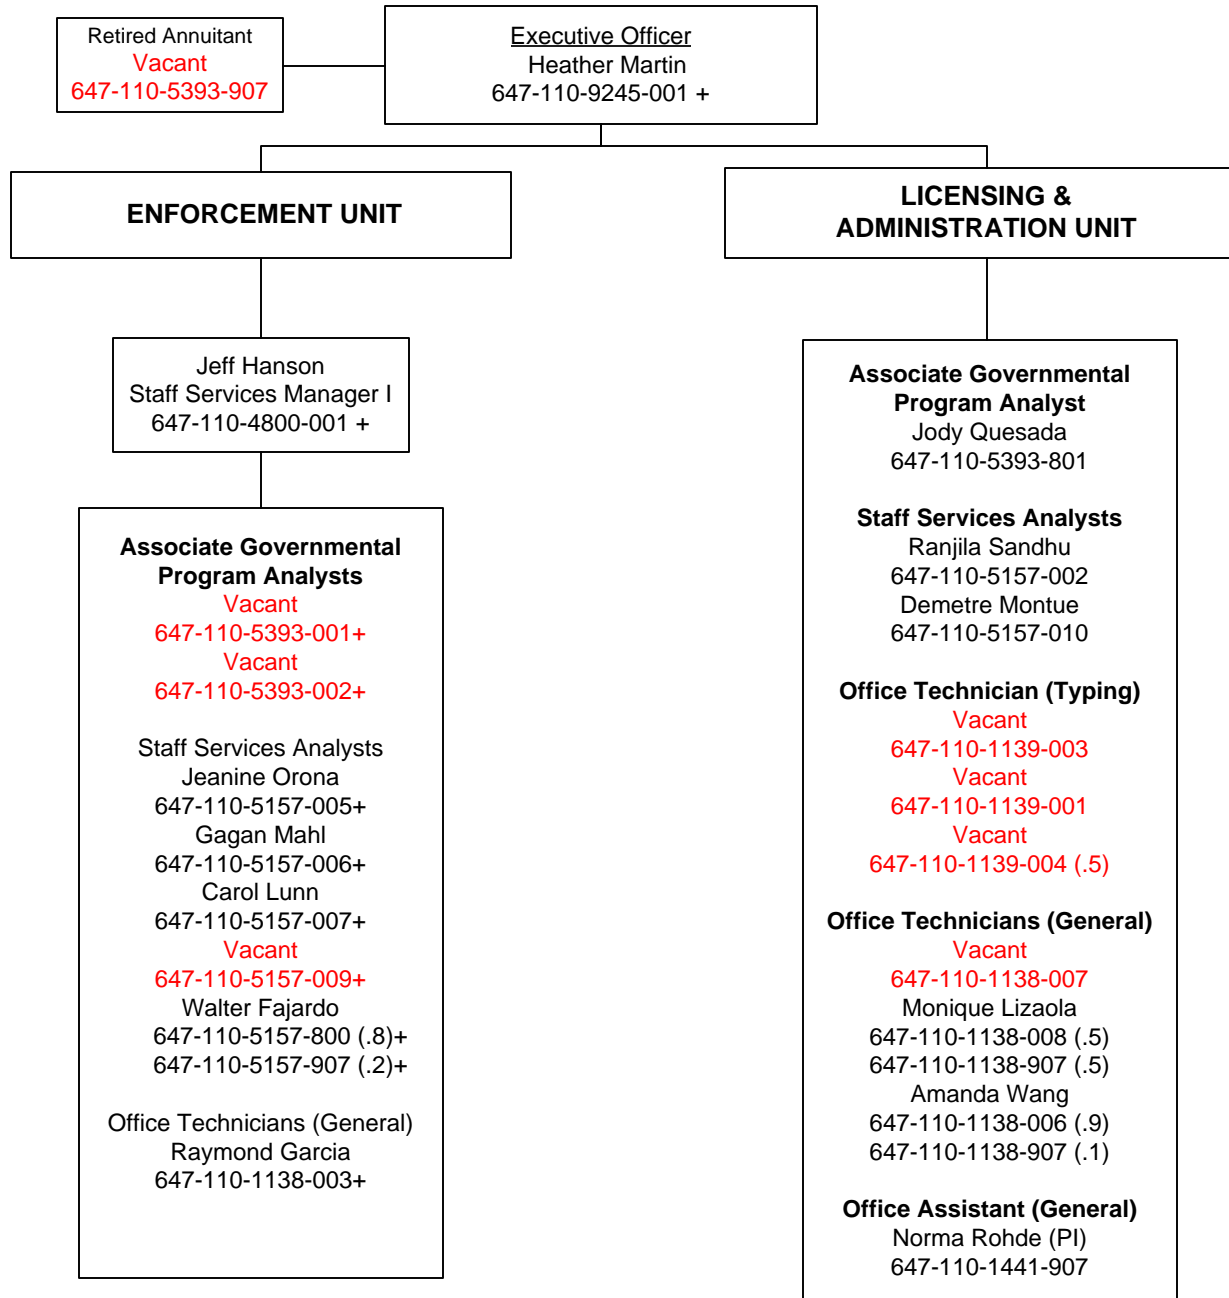 Retired Annuitant
Vacant
647-110-5393-907
Executive Officer
Heather Martin
647-110-9245-001 +
ENFORCEMENT UNIT
LICENSING &
ADMINISTRATION UNIT
Jeff Hanson
Staff Services Manager I
647-110-4800-001 +
Associate Governmental
Program Analysts
Vacant
647-110-5393-001+
Vacant
647-110-5393-002+
Staff Services Analysts
Jeanine Orona
647-110-5157-005+
Gagan Mahl
647-110-5157-006+
Carol Lunn
647-110-5157-007+
Vacant
647-110-5157-009+
Walter Fajardo
647-110-5157-800 (.8)+
647-110-5157-907 (.2)+
Office Technicians (General)
Raymond Garcia
647-110-1138-003+
Associate Governmental
Program Analyst
Jody Quesada
647-110-5393-801
Staff Services Analysts
Ranjila Sandhu
647-110-5157-002
Demetre Montue
647-110-5157-010
Office Technician (Typing)
Vacant
647-110-1139-003
Vacant
647-110-1139-001
Vacant
647-110-1139-004 (.5)
Office Technicians (General)
Vacant
647-110-1138-007
Monique Lizaola
647-110-1138-008 (.5)
647-110-1138-907 (.5)
Amanda Wang
647-110-1138-006 (.9)
647-110-1138-907 (.1)
Office Assistant (General)
Norma Rohde (PI)
647-110-1441-907